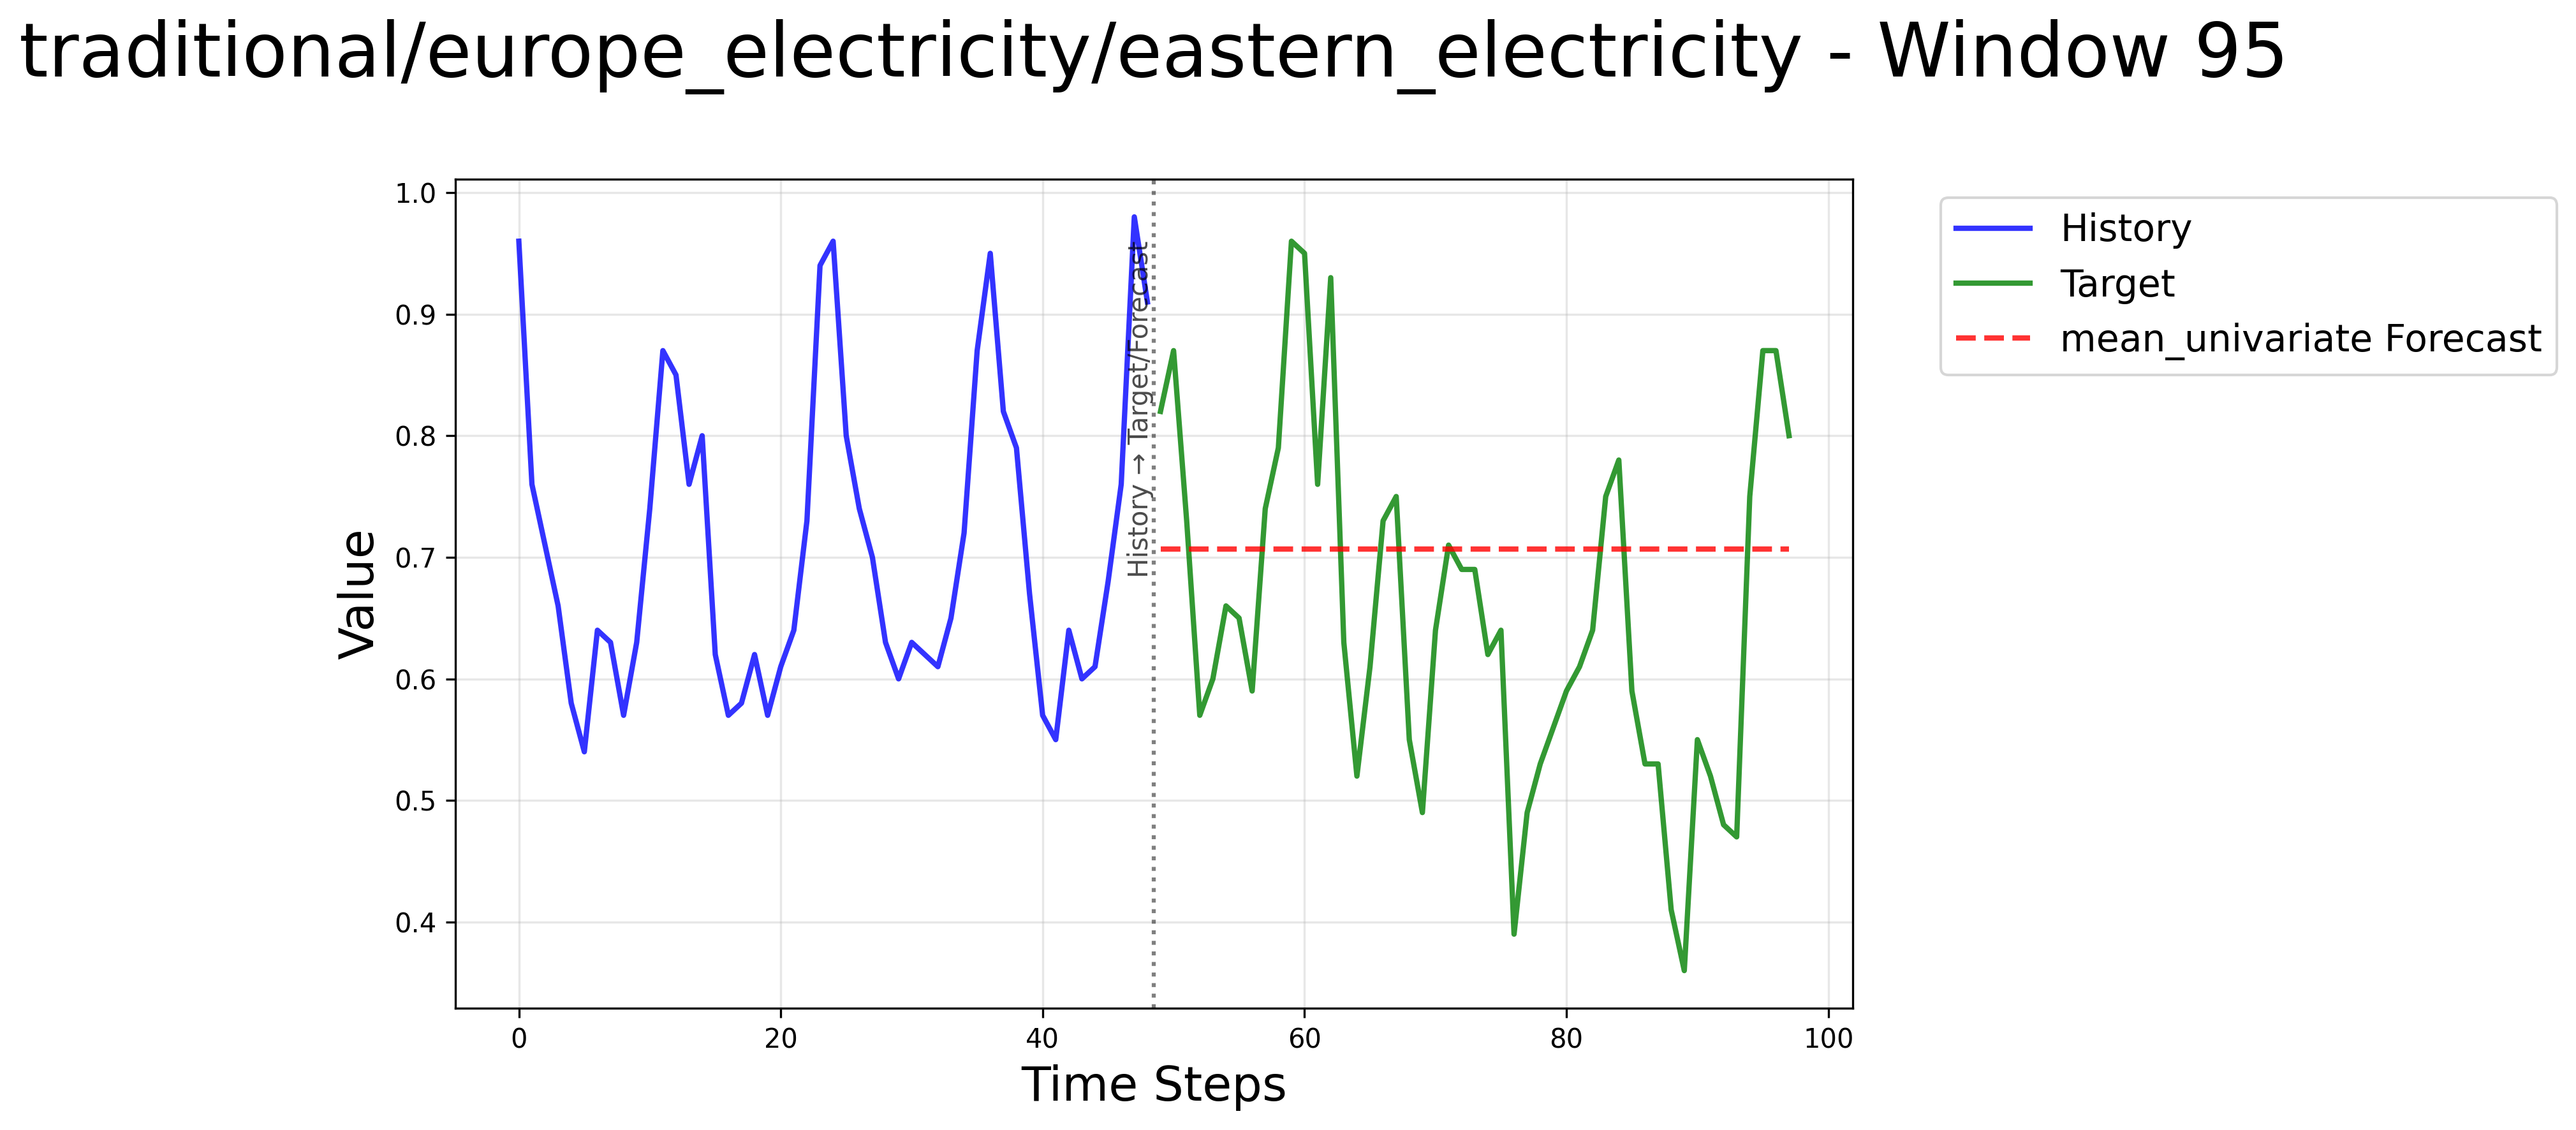 traditional/europe_electricity/eastern_electricity - Window 95
History
Target
mean_univariate Forecast
Value
1.0
0.9
0.8
0.7
0.6
0.5
0.4
History → Target/Forecast
0
20
40
60
80
100
Time Steps